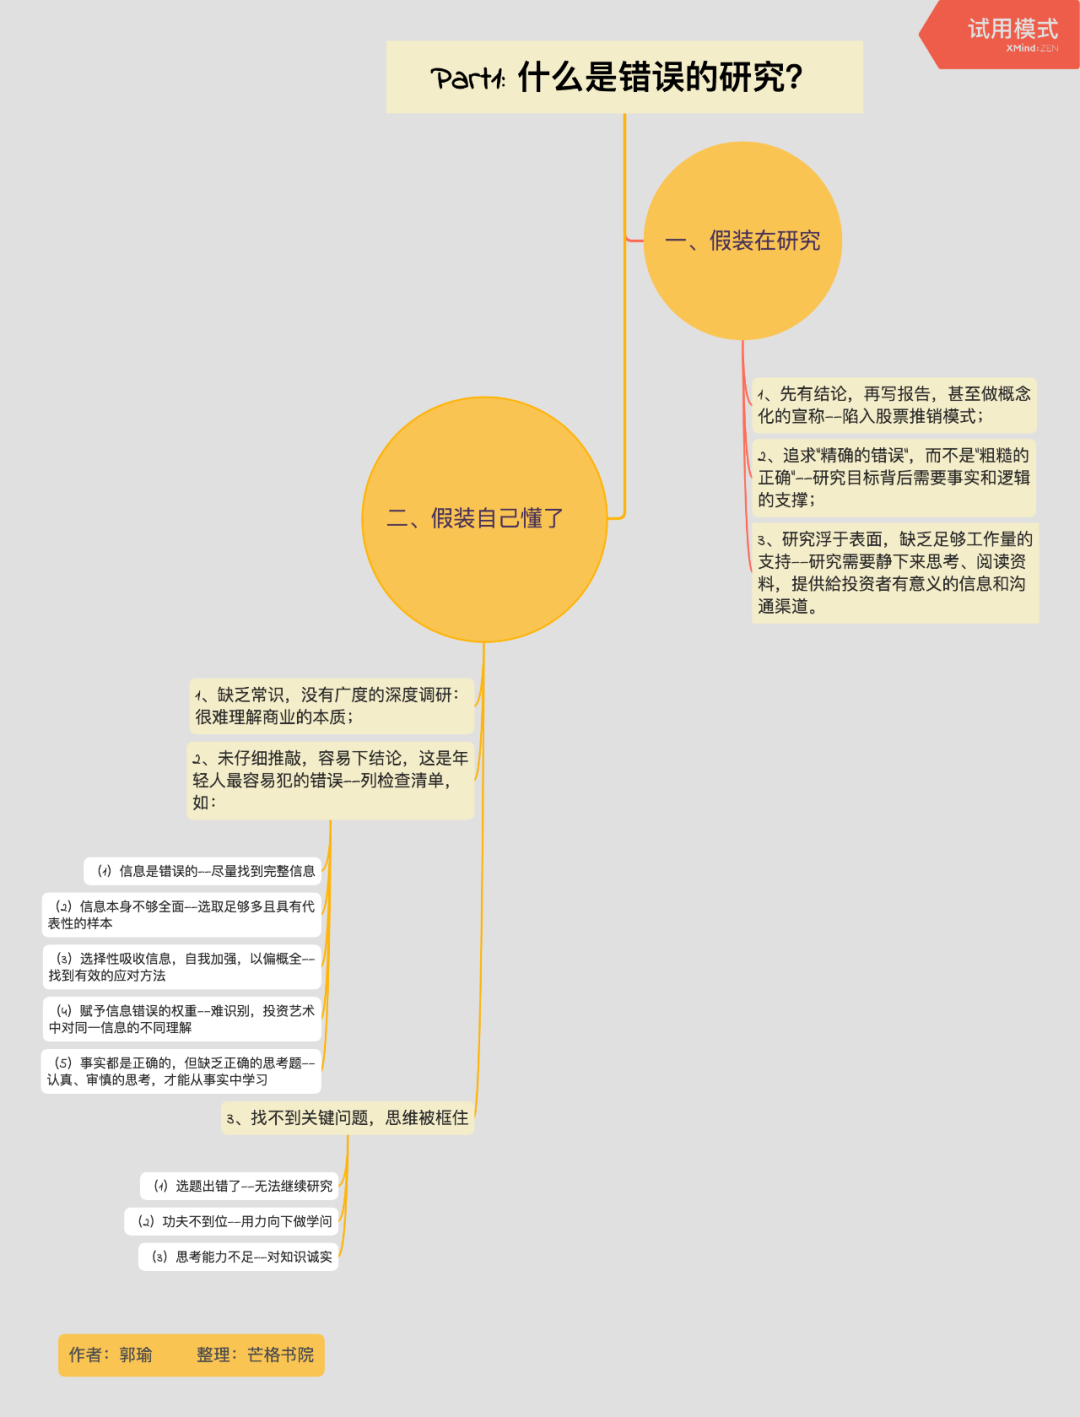 试用模式
XMind:ZEN
Part1: 什么是错误的研究?
一、假装在研究
1、先有结论，再写报告，甚至做概念
化的宣称--陷入股票推销模式；
2、追求"精确的错误"，而不是"粗糙的
正确"--研究目标背后需要事实和逻辑
的支撑；
3、研究浮于表面，缺乏足够工作量的
支持--研究需要静下来思考、阅读资
料，提供給投资者有意义的信息和沟
通渠道。
二、假装自己懂了
1、缺乏常识，没有广度的深度调研：
很难理解商业的本质；
2、未仔细推敲，容易下结论，这是年
轻人最容易犯的错误--列检查清单，
如：
（1）信息是错误的--尽量找到完整信息
（2）信息本身不够全面--选取足够多且具有代
表性的样本
（3）选择性吸收信息，自我加强，以偏概全--
找到有效的应对方法
（4）赋予信息错误的权重--难识别，投资艺术
中对同一信息的不同理解
（5）事实都是正确的，但缺乏正确的思考题--
认真、审慎的思考，才能从事实中学习
3、找不到关键问题，思维被框住
（1）选题出错了--无法继续研究
（2）功夫不到位--用力向下做学问
（3）思考能力不足--对知识诚实
作者：郭瑜 整理：芒格书院